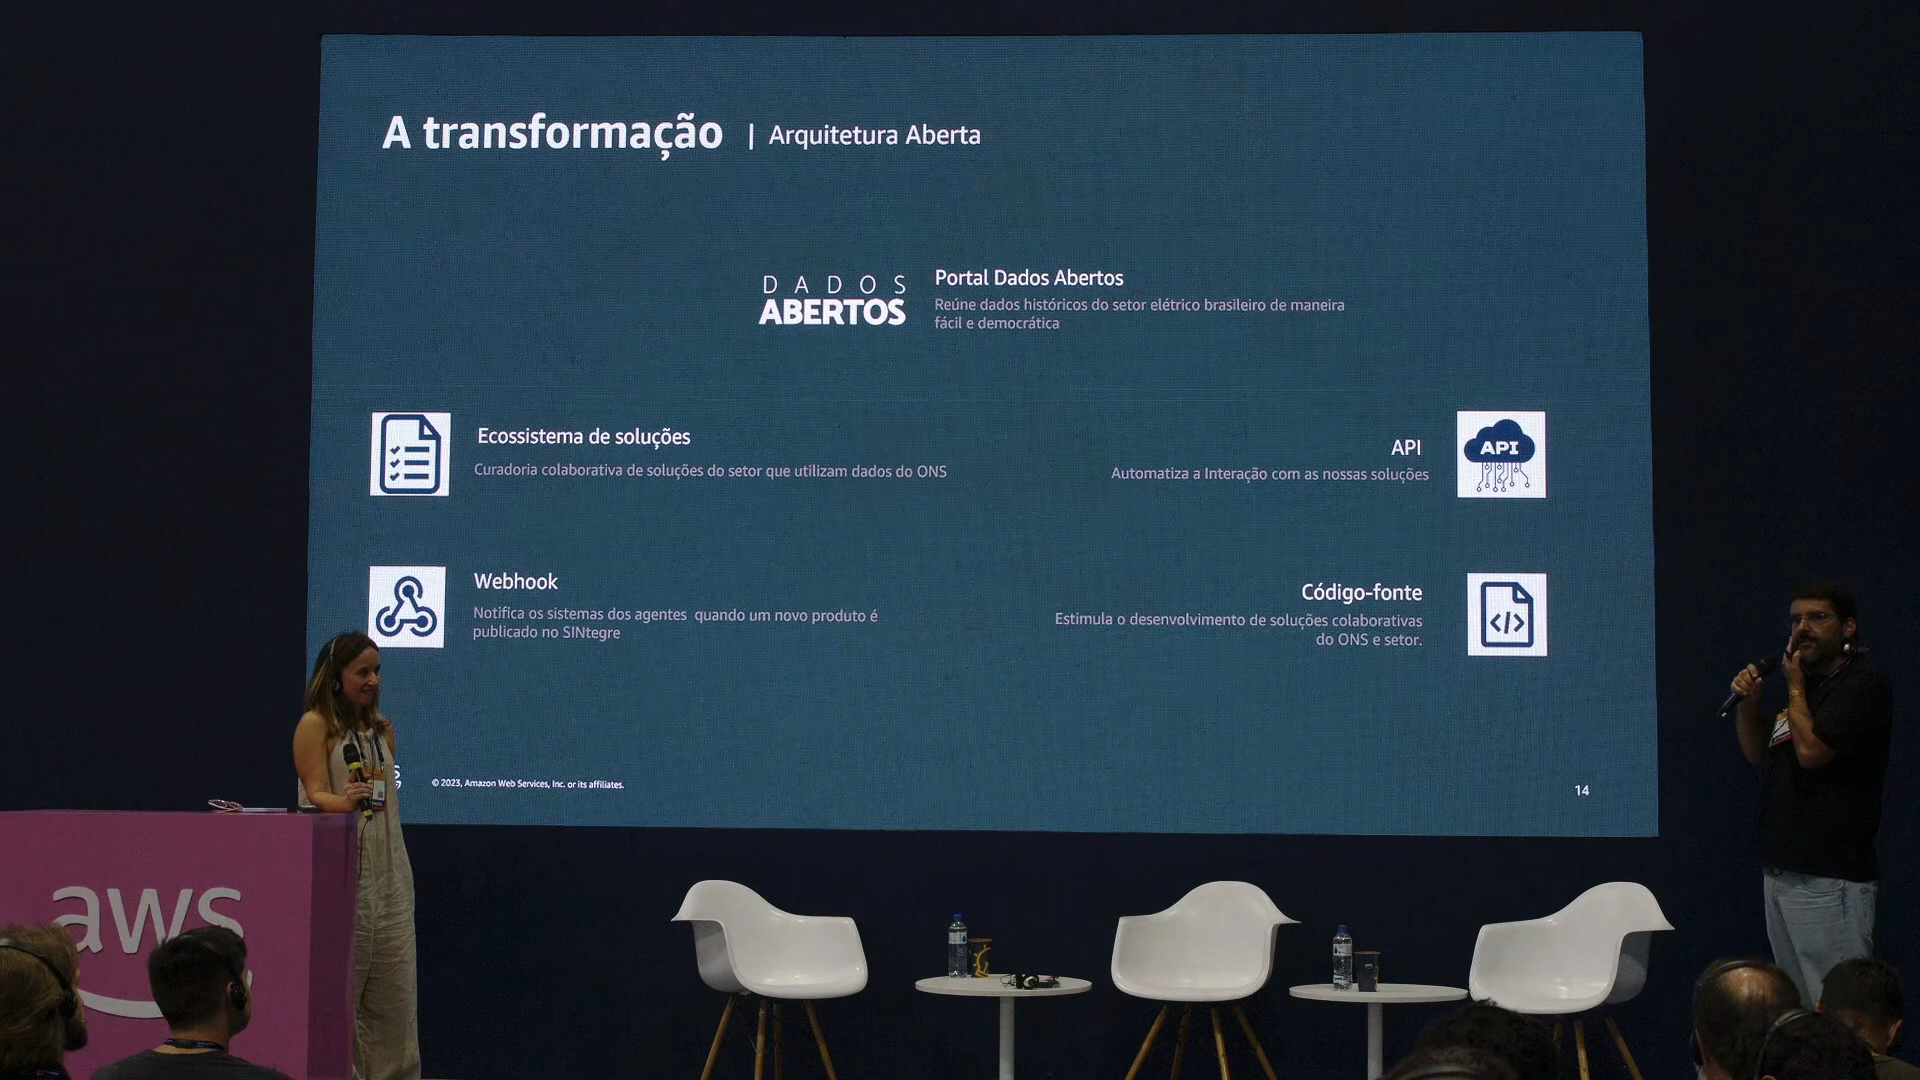 A transformação | Arquitetura Aberta
DADOS
ABERTOS
Portal Dados Abertos
Reúne dados históricos do setor elétrico brasileiro de maneira
fácil e democrática
Ecossistema de soluções
Curadoria colaborativa de soluções do setor que utilizam dados do ONS
API
Automatiza a Interação com as nossas soluções
API
Webhook
Notifica os sistemas dos agentes quando um novo produto é
publicado no SINtegre
Código-fonte
Estimula o desenvolvimento de soluções colaborativas
do ONS e setor.
</>
© 2023, Amazon Web Services, Inc. or its affiliates.
14
aws